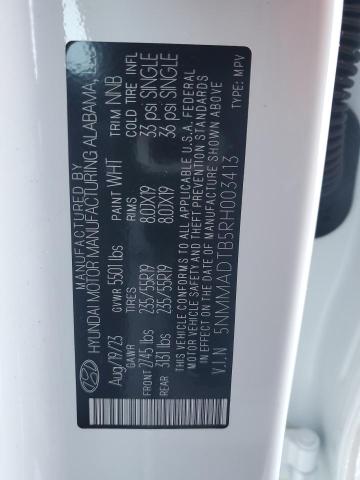 MANUFACTURED BY
HYUNDAI MOTOR MANUFACTURING ALABAMA,
Aug/19/23 GVWR 5501 lbs PAINT WHT TRIM NNB
GAWR TIRES RIMS COLD TIRE INFL
FRONT 2745 lbs 235/55R19 8.0JX19 33 psi SINGLE
REAR 3131 lbs 235/55R19 8.0JX19 36 psi SINGLE
THIS VEHICLE CONFORMS TO ALL APPLICABLE U.S.A. FEDERAL
MOTOR VEHICLE SAFETY, BUMPER, AND THEFT PREVENTION STANDARDS
IN EFFECT ON THE DATE OF MANUFACTURE SHOWN ABOVE
V.I.N 5NMMADTB5RH003413 TYPE MPV